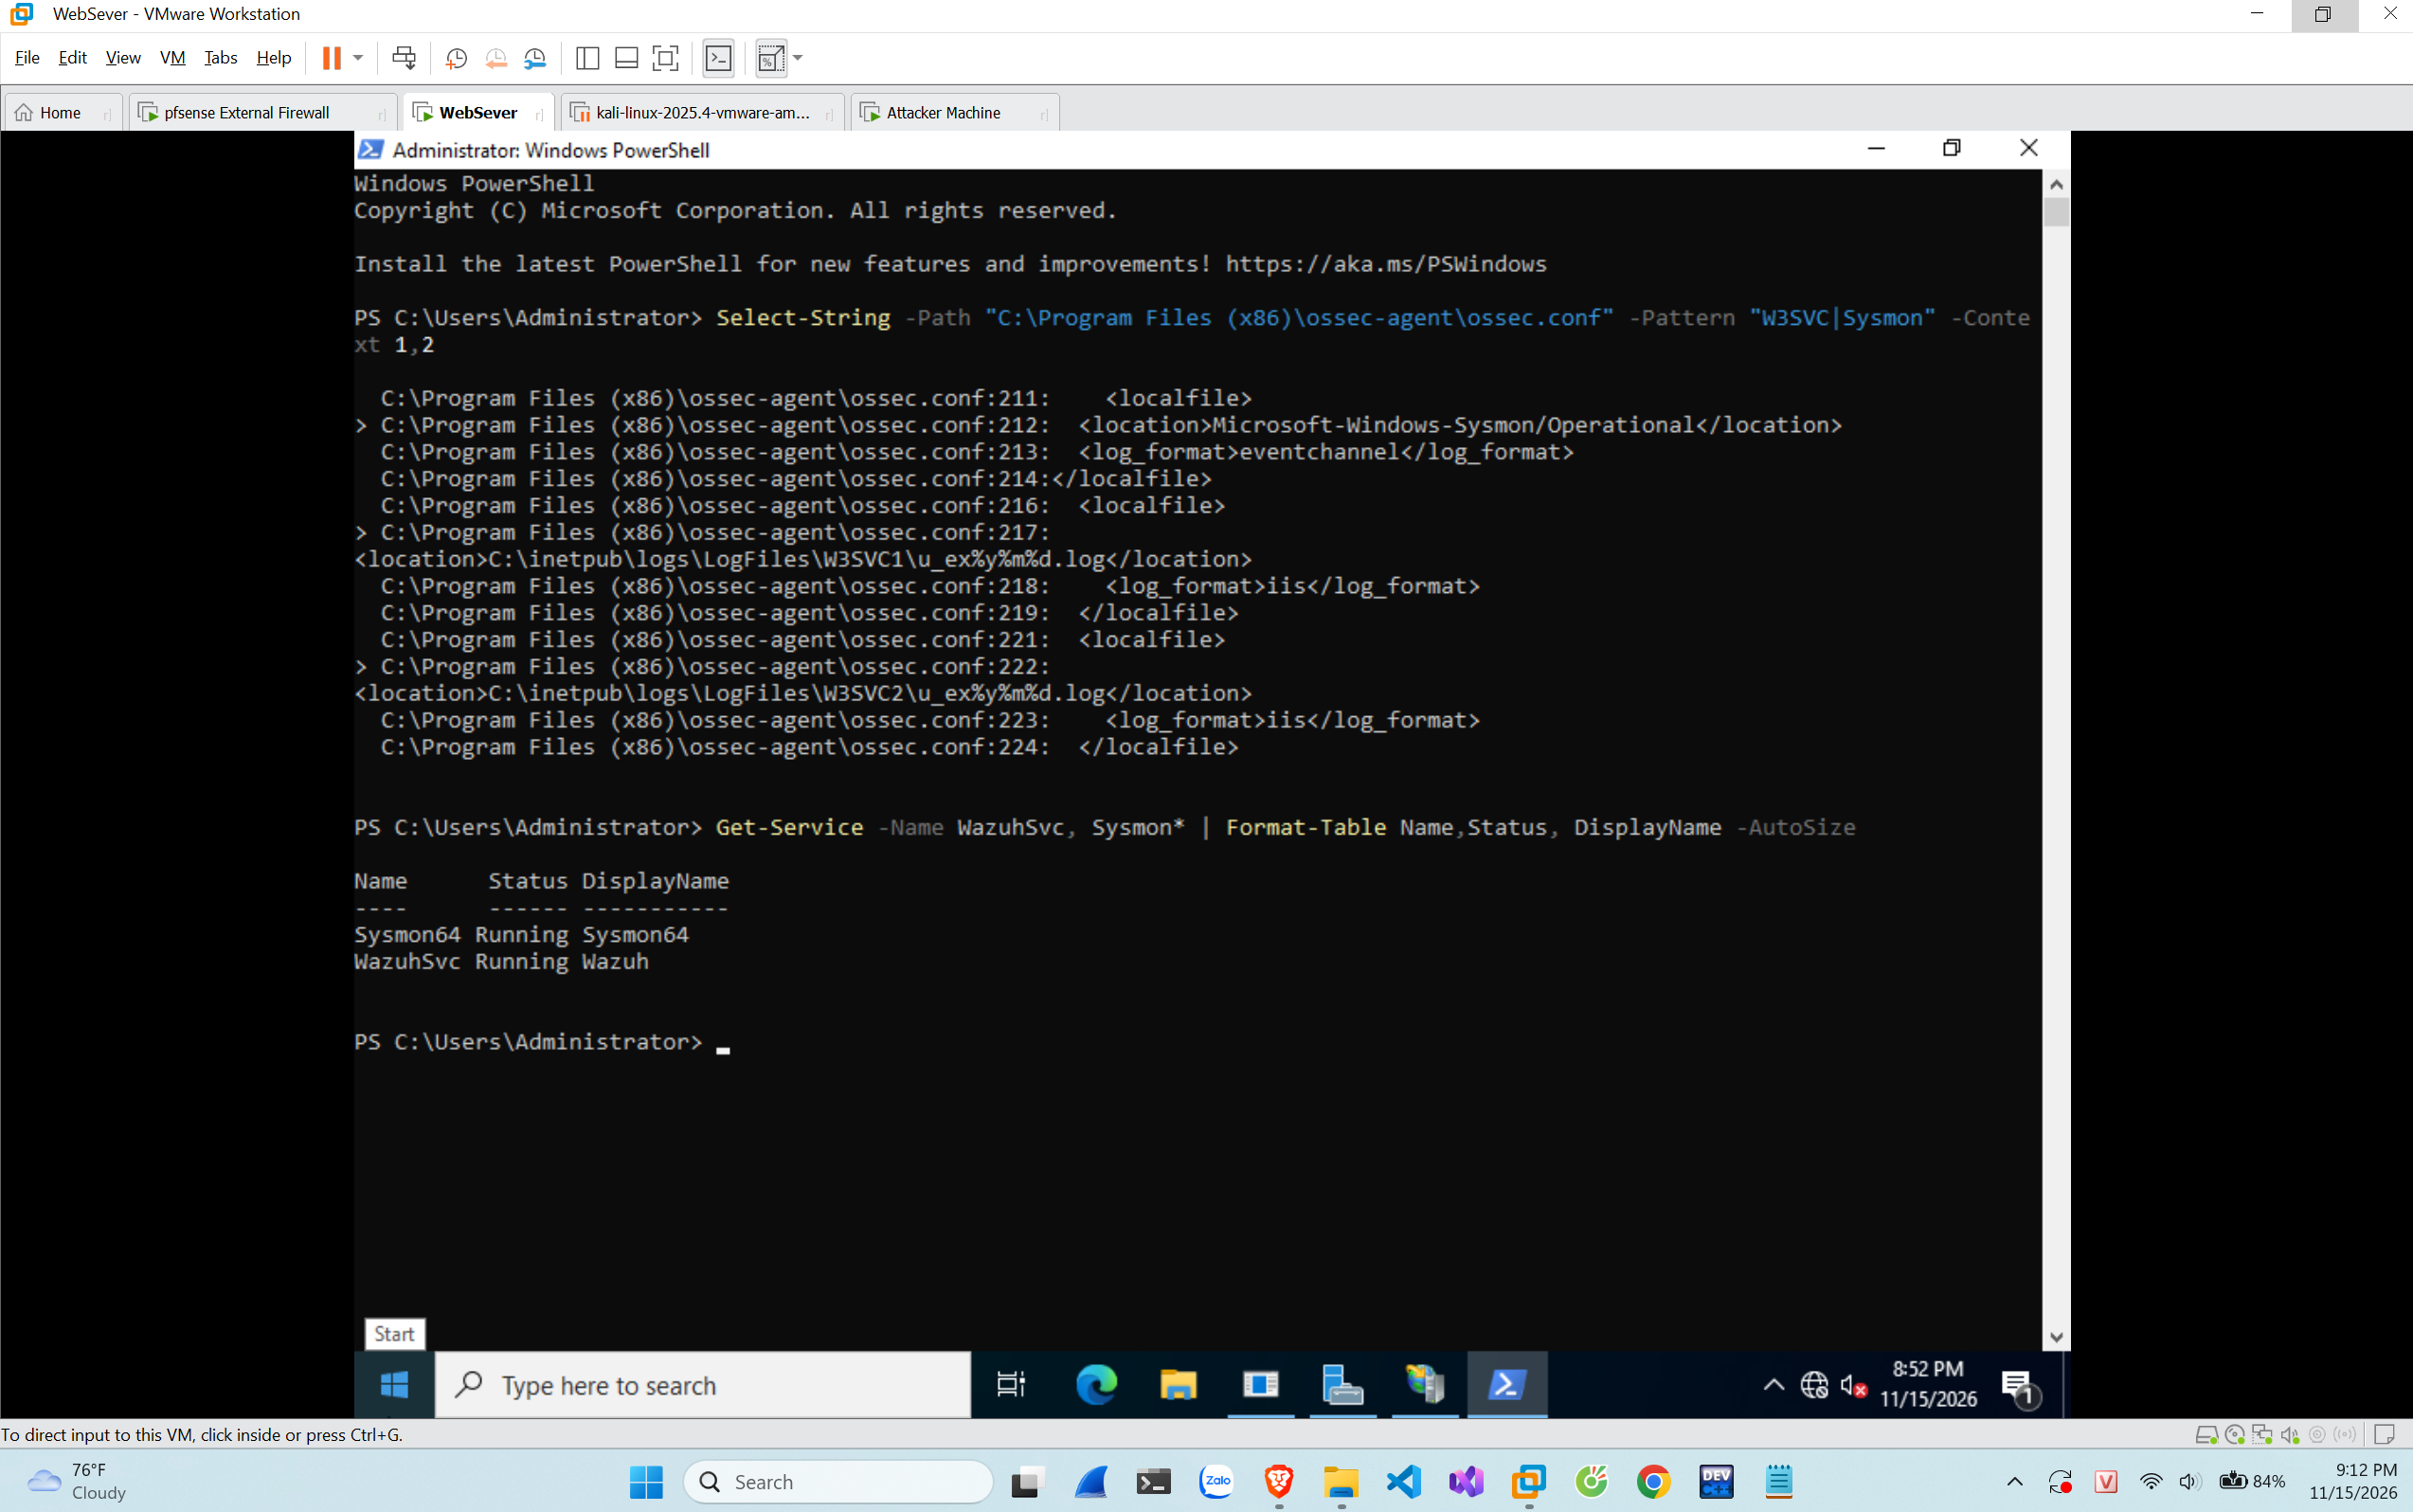 WebSever - VMware Workstation
File Edit View VM Tabs Help
Home pfsense External Firewall WebSever kali-linux-2025.4-vmware-am... Attacker Machine
Administrator: Windows PowerShell
Windows PowerShell
Copyright (C) Microsoft Corporation. All rights reserved.
Install the latest PowerShell for new features and improvements! https://aka.ms/PSWindows
PS C:\Users\Administrator> Select-String -Path "C:\Program Files (x86)\ossec-agent\ossec.conf" -Pattern "W3SVC|Sysmon" -Conte
xt 1,2
C:\Program Files (x86)\ossec-agent\ossec.conf:211:    <localfile>
> C:\Program Files (x86)\ossec-agent\ossec.conf:212:  <location>Microsoft-Windows-Sysmon/Operational</location>
C:\Program Files (x86)\ossec-agent\ossec.conf:213:  <log_format>eventchannel</log_format>
C:\Program Files (x86)\ossec-agent\ossec.conf:214:</localfile>
C:\Program Files (x86)\ossec-agent\ossec.conf:216:  <localfile>
> C:\Program Files (x86)\ossec-agent\ossec.conf:217:
<location>C:\inetpub\logs\LogFiles\W3SVC1\u_ex%y%m%d.log</location>
C:\Program Files (x86)\ossec-agent\ossec.conf:218:    <log_format>iis</log_format>
C:\Program Files (x86)\ossec-agent\ossec.conf:219:  </localfile>
C:\Program Files (x86)\ossec-agent\ossec.conf:221:  <localfile>
> C:\Program Files (x86)\ossec-agent\ossec.conf:222:
<location>C:\inetpub\logs\LogFiles\W3SVC2\u_ex%y%m%d.log</location>
C:\Program Files (x86)\ossec-agent\ossec.conf:223:    <log_format>iis</log_format>
C:\Program Files (x86)\ossec-agent\ossec.conf:224:  </localfile>
PS C:\Users\Administrator> Get-Service -Name WazuhSvc, Sysmon* | Format-Table Name,Status, DisplayName -AutoSize
Name      Status DisplayName
----      ------ -----------
Sysmon64 Running Sysmon64
WazuhSvc Running Wazuh
PS C:\Users\Administrator> _
Start
Type here to search
8:52 PM
11/15/2026
1
To direct input to this VM, click inside or press Ctrl+G.
76°F
Cloudy
Search
Zalo
DEV
C++
V
84%
9:12 PM
11/15/2026